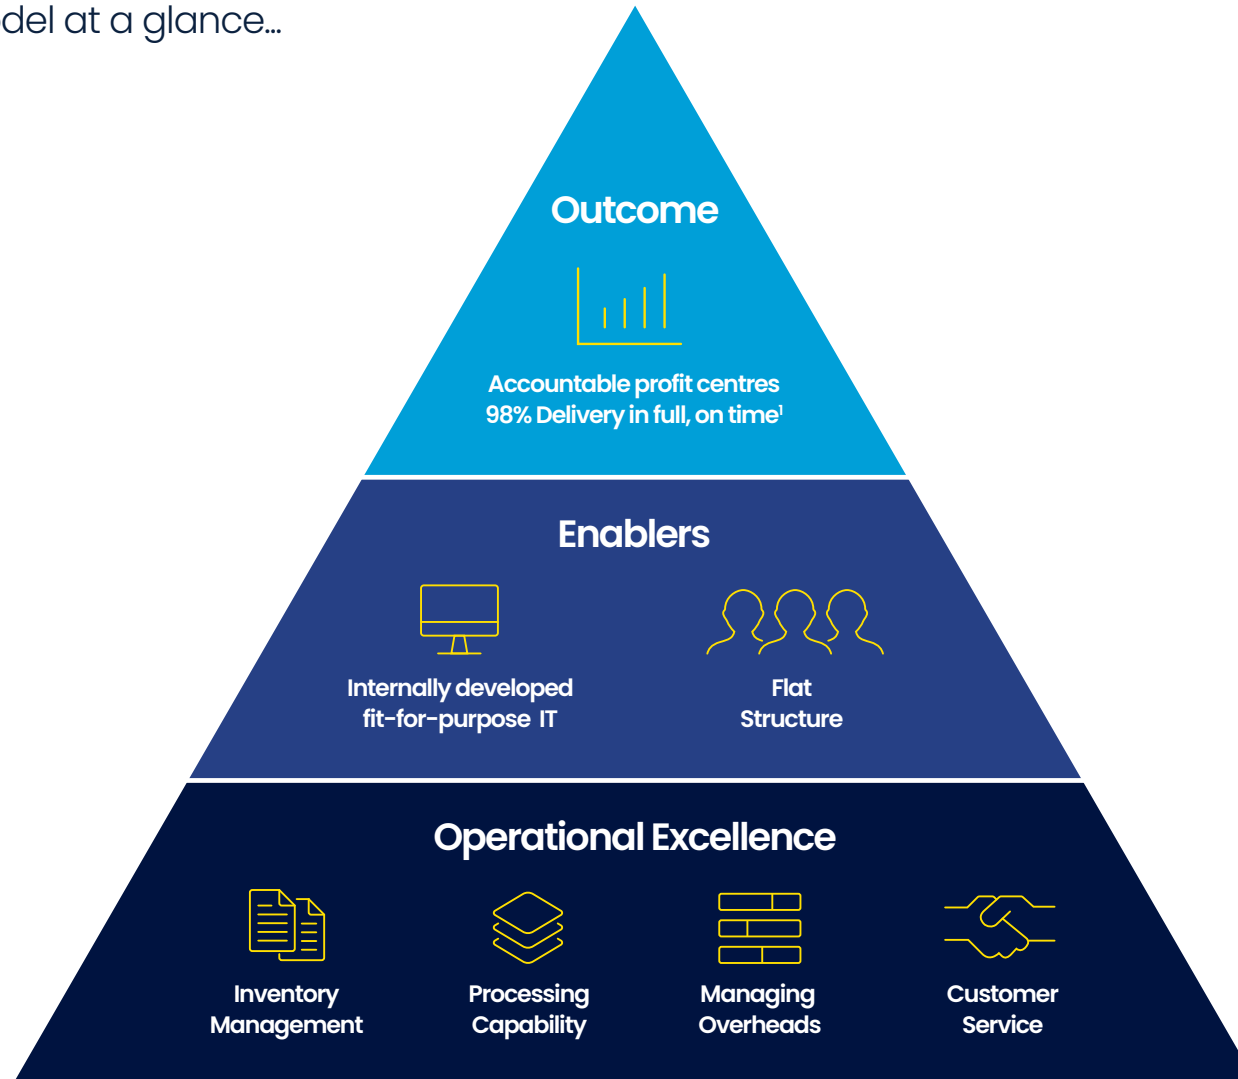 del at a glance...
Outcome
Accountable profit centres
98% Delivery in full, on time¹
Enablers
Internally developed
fit-for-purpose IT
Flat
Structure
Operational Excellence
Inventory
Management
Processing
Capability
Managing
Overheads
Customer
Service